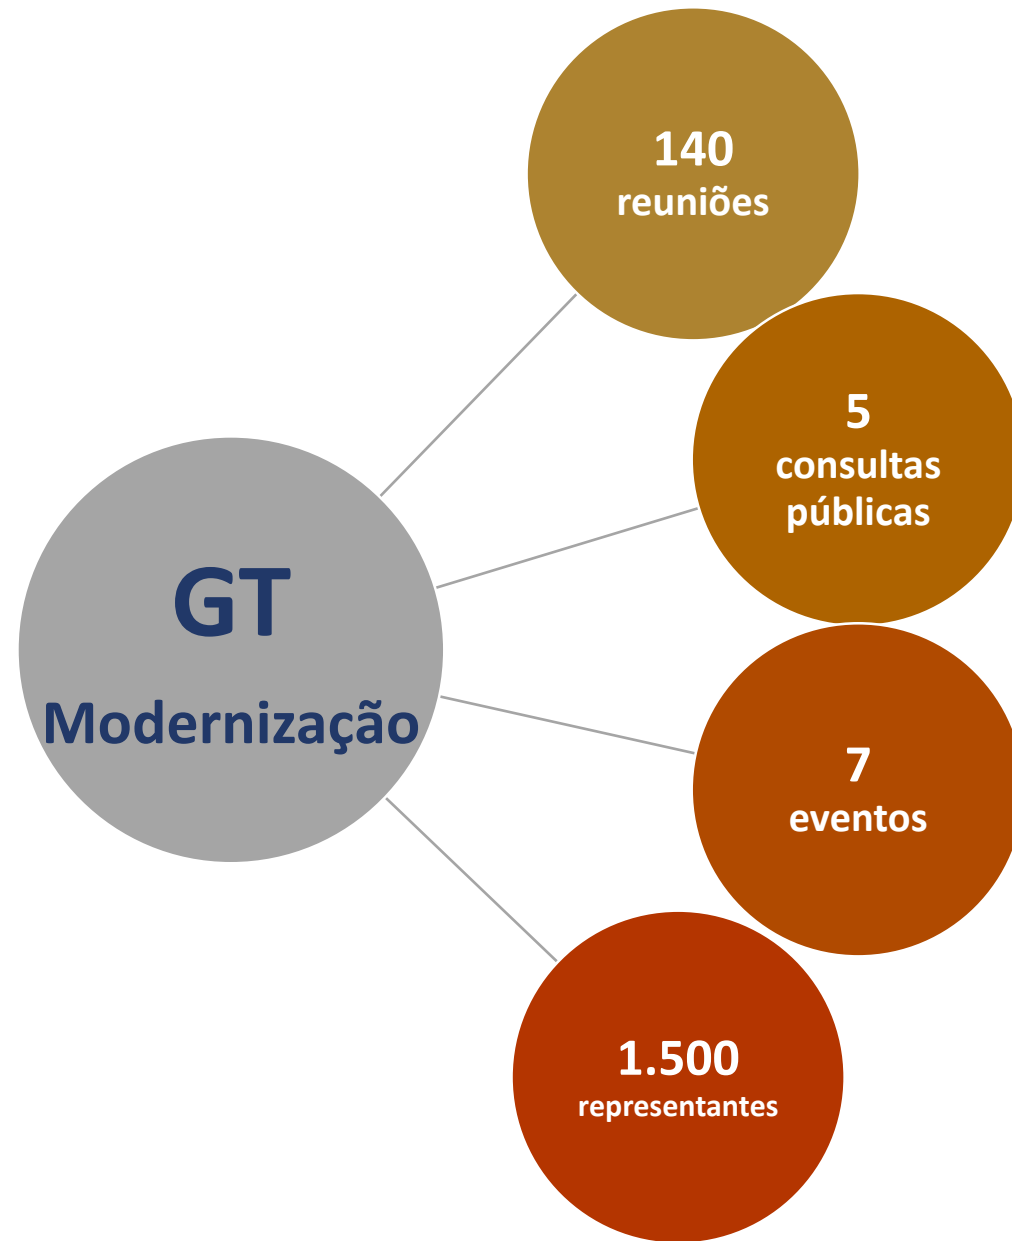 140
reuniões
5
consultas
públicas
GT
Modernização
7
eventos
1.500
representantes